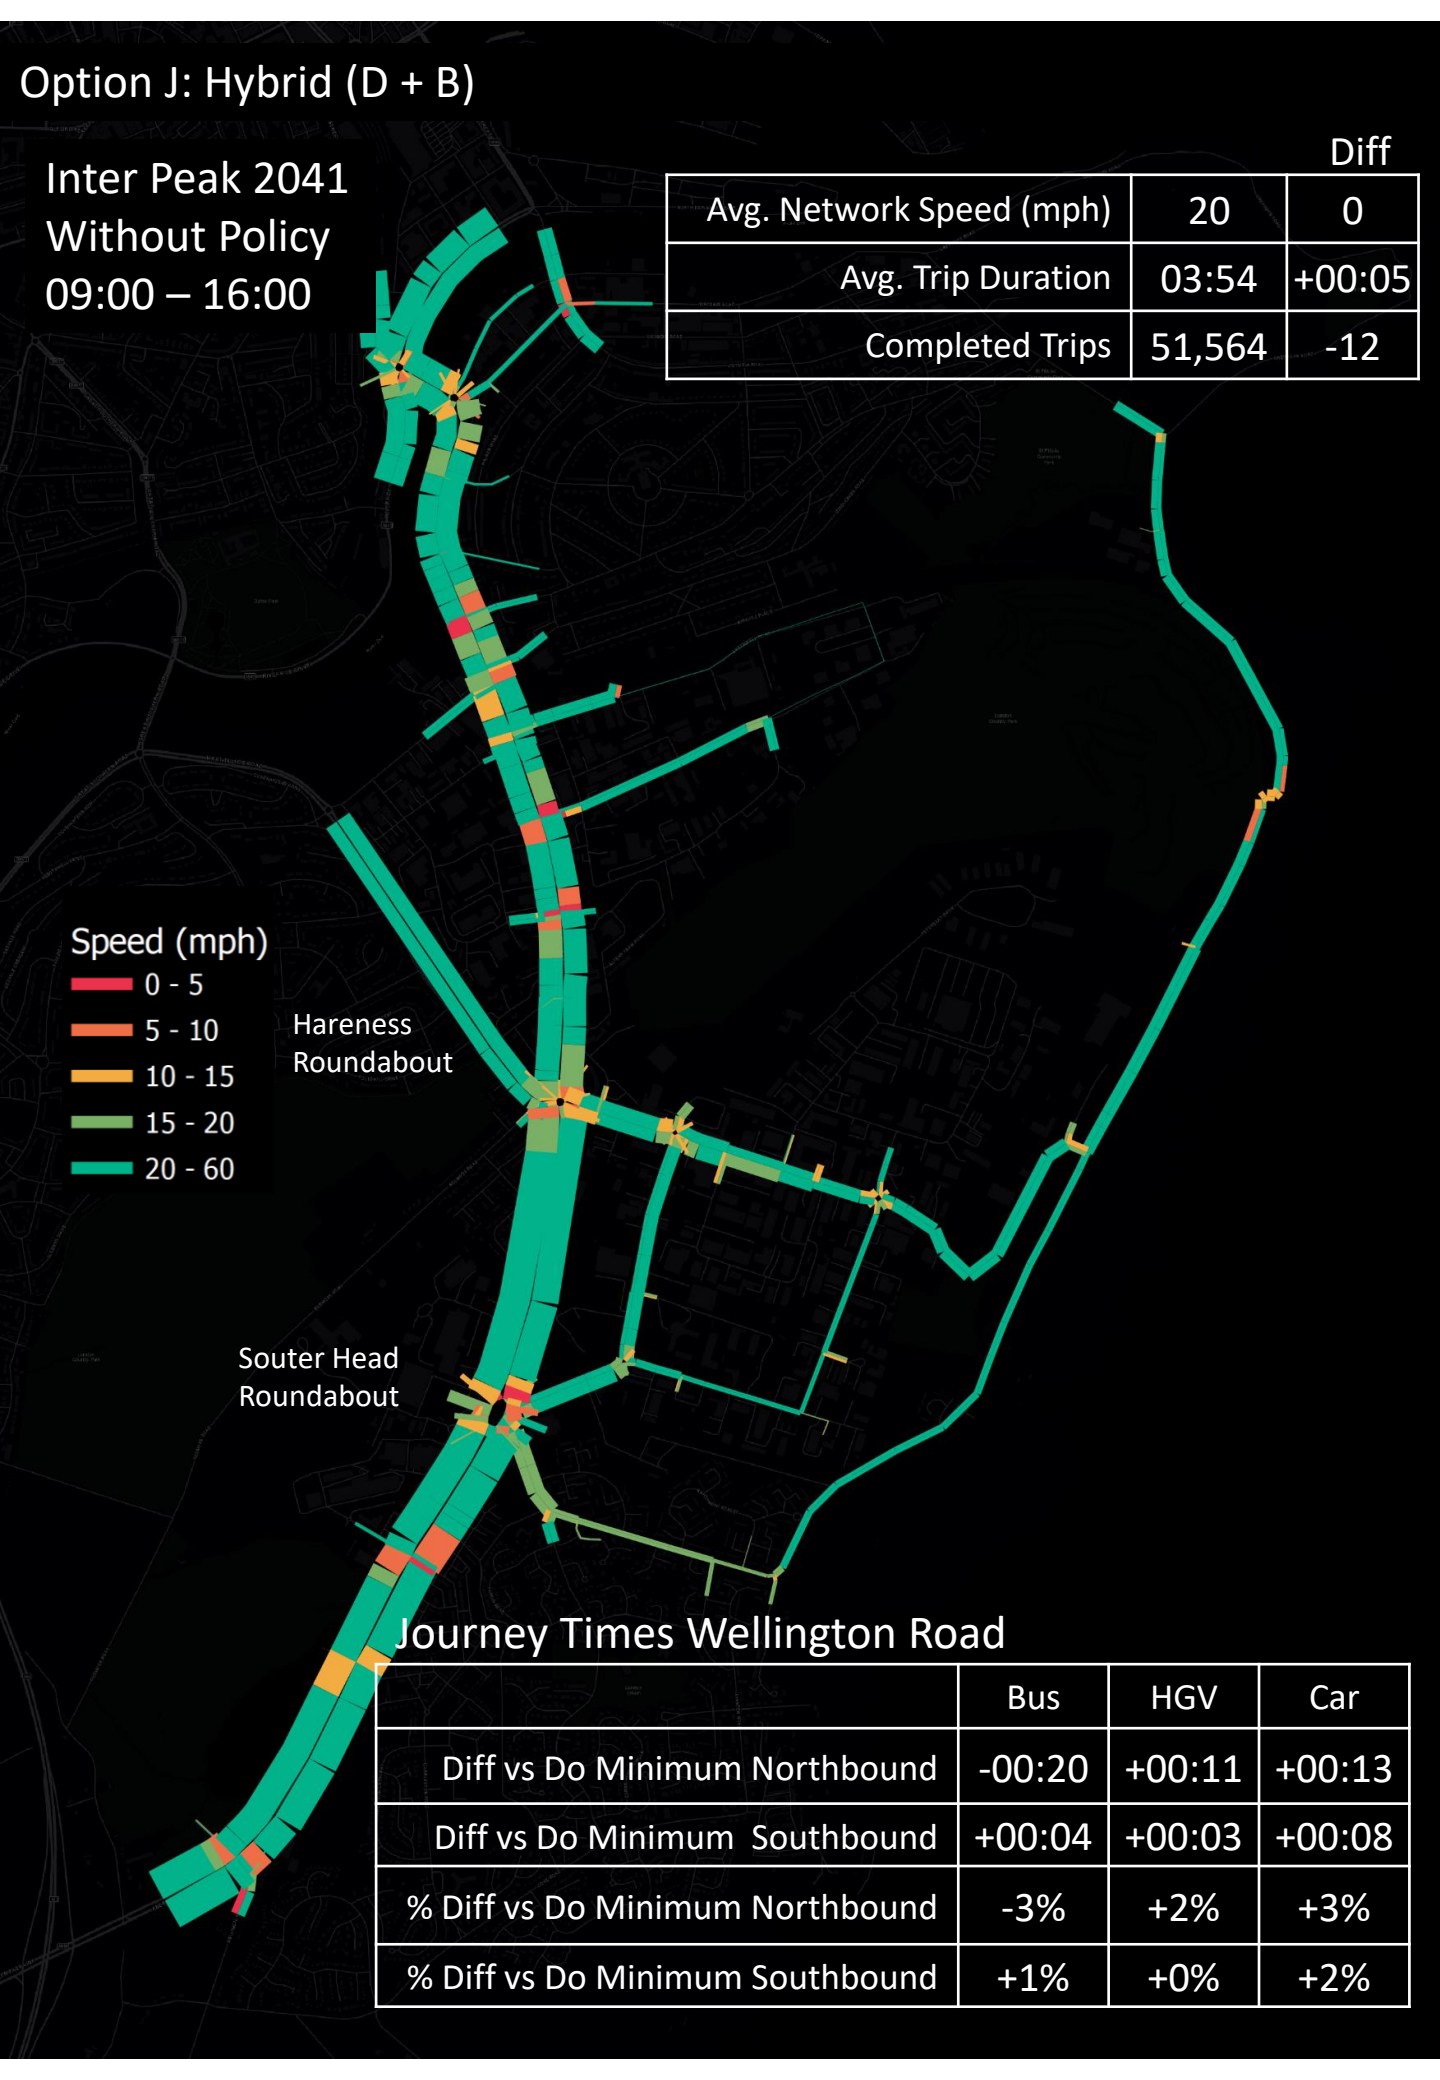 Option J: Hybrid (D + B)
Inter Peak 2041
Without Policy
09:00 – 16:00
Diff
Avg. Network Speed (mph) 20 0
Avg. Trip Duration 03:54 +00:05
Completed Trips 51,564 -12
Speed (mph)
0 - 5
5 - 10
10 - 15
15 - 20
20 - 60
Hareness
Roundabout
Souter Head
Roundabout
Journey Times Wellington Road
Bus HGV Car
Diff vs Do Minimum Northbound -00:20 +00:11 +00:13
Diff vs Do Minimum Southbound +00:04 +00:03 +00:08
% Diff vs Do Minimum Northbound -3% +2% +3%
% Diff vs Do Minimum Southbound +1% +0% +2%